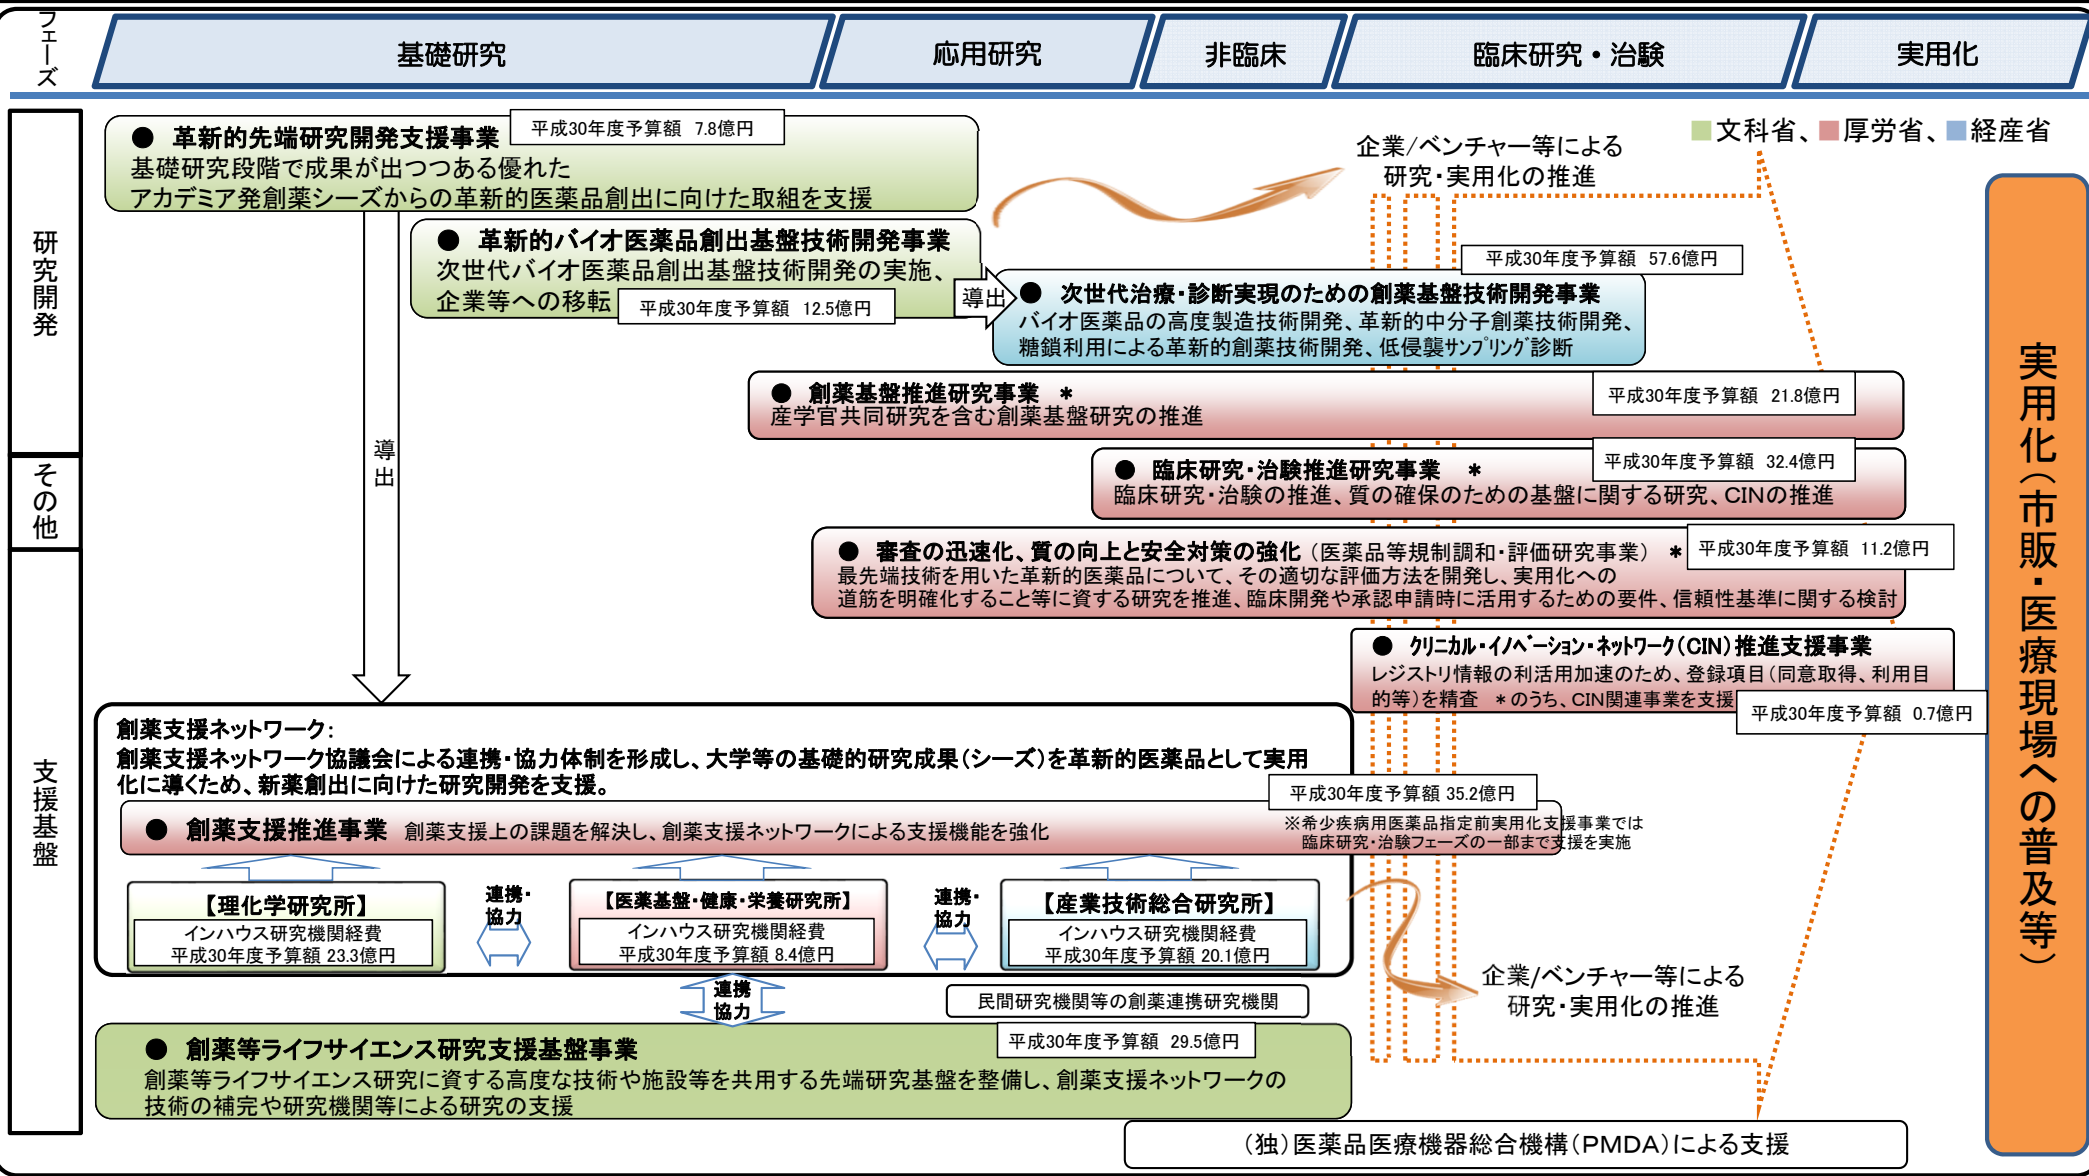 フェーズ
基礎研究
応用研究
非臨床
臨床研究・治験
実用化
研究開発
その他
支援基盤
■文科省、■厚労省、■経産省
● 革新的先端研究開発支援事業
平成30年度予算額 7.8億円
基礎研究段階で成果が出つつある優れた
アカデミア発創薬シーズからの革新的医薬品創出に向けた取組を支援
企業/ベンチャー等による
研究・実用化の推進
● 革新的バイオ医薬品創出基盤技術開発事業
次世代バイオ医薬品創出基盤技術開発の実施、
企業等への移転
平成30年度予算額 12.5億円
導出
平成30年度予算額 57.6億円
● 次世代治療・診断実現のための創薬基盤技術開発事業
バイオ医薬品の高度製造技術開発、革新的中分子創薬技術開発、
糖鎖利用による革新的創薬技術開発、低侵襲サンプリング診断
● 創薬基盤推進研究事業 *
平成30年度予算額 21.8億円
産学官共同研究を含む創薬基盤研究の推進
導出
● 臨床研究・治験推進研究事業 *
平成30年度予算額 32.4億円
臨床研究・治験の推進、質の確保のための基盤に関する研究、CINの推進
● 審査の迅速化、質の向上と安全対策の強化（医薬品等規制調和・評価研究事業） *
平成30年度予算額 11.2億円
最先端技術を用いた革新的医薬品について、その適切な評価方法を開発し、実用化への
道筋を明確化すること等に資する研究を推進、臨床開発や承認申請時に活用するための要件、信頼性基準に関する検討
● クリニカル・イノベーション・ネットワーク（CIN）推進支援事業
レジストリ情報の利活用加速のため、登録項目（同意取得、利用目
的等）を精査 *のうち、CIN関連事業を支援
平成30年度予算額 0.7億円
創薬支援ネットワーク：
創薬支援ネットワーク協議会による連携・協力体制を形成し、大学等の基礎的研究成果（シーズ）を革新的医薬品として実用
化に導くため、新薬創出に向けた研究開発を支援。
平成30年度予算額 35.2億円
● 創薬支援推進事業 創薬支援上の課題を解決し、創薬支援ネットワークによる支援機能を強化
※希少疾病用医薬品指定前実用化支援事業では
臨床研究・治験フェーズの一部まで支援を実施
【理化学研究所】
インハウス研究機関経費
平成30年度予算額 23.3億円
連携・
協力
【医薬基盤・健康・栄養研究所】
インハウス研究機関経費
平成30年度予算額 8.4億円
連携・
協力
【産業技術総合研究所】
インハウス研究機関経費
平成30年度予算額 20.1億円
企業/ベンチャー等による
研究・実用化の推進
連携
協力
民間研究機関等の創薬連携研究機関
● 創薬等ライフサイエンス研究支援基盤事業
平成30年度予算額 29.5億円
創薬等ライフサイエンス研究に資する高度な技術や施設等を共用する先端研究基盤を整備し、創薬支援ネットワークの
技術の補完や研究機関等による研究の支援
（独）医薬品医療機器総合機構（PMDA）による支援
実用化（市販・医療現場への普及等）